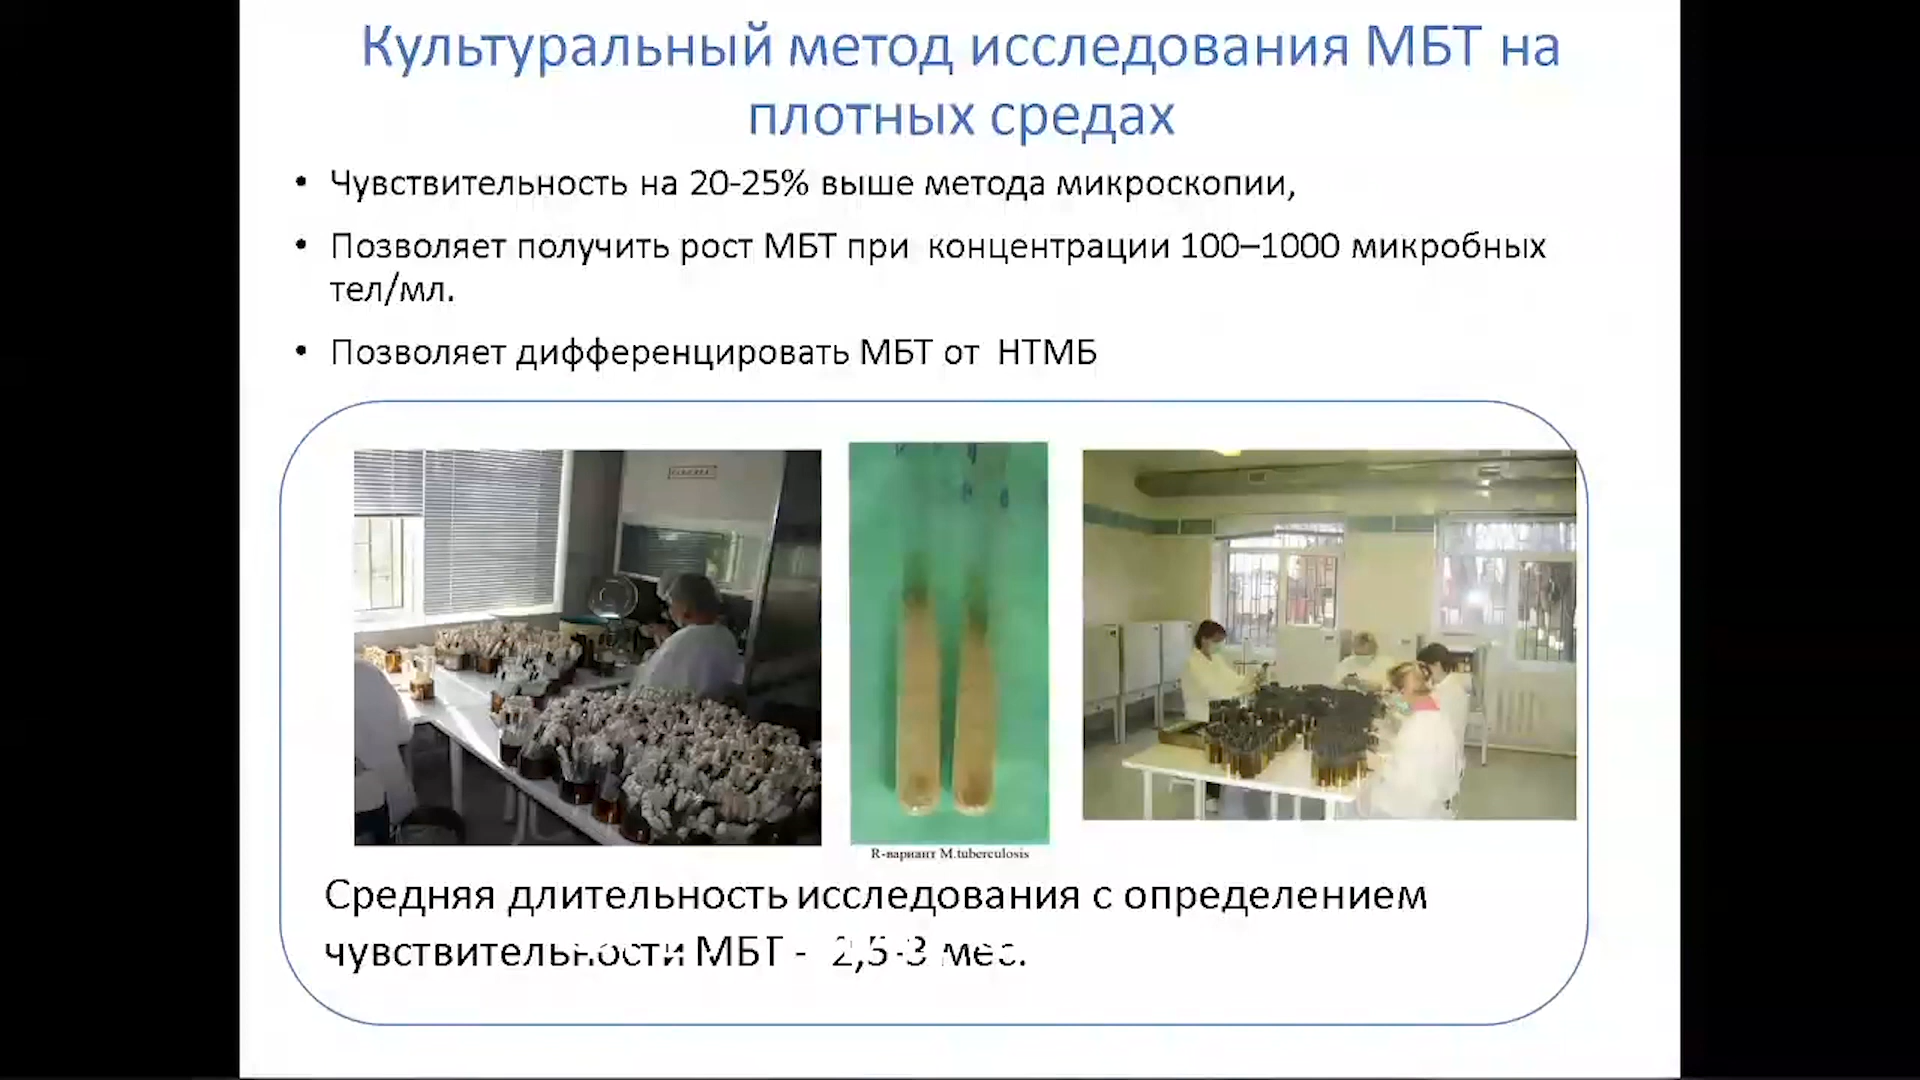 Культуральный метод исследования МБТ на
плотных средах
• Чувствительность на 20-25% выше метода микроскопии,
• Позволяет получить рост МБТ при концентрации 100–1000 микробных
тел/мл.
• Позволяет дифференцировать МБТ от НТМБ
R-вариант M.tuberculosis
Средняя длительность исследования с определением
чувствительности МБТ - 2,5-3 мес.